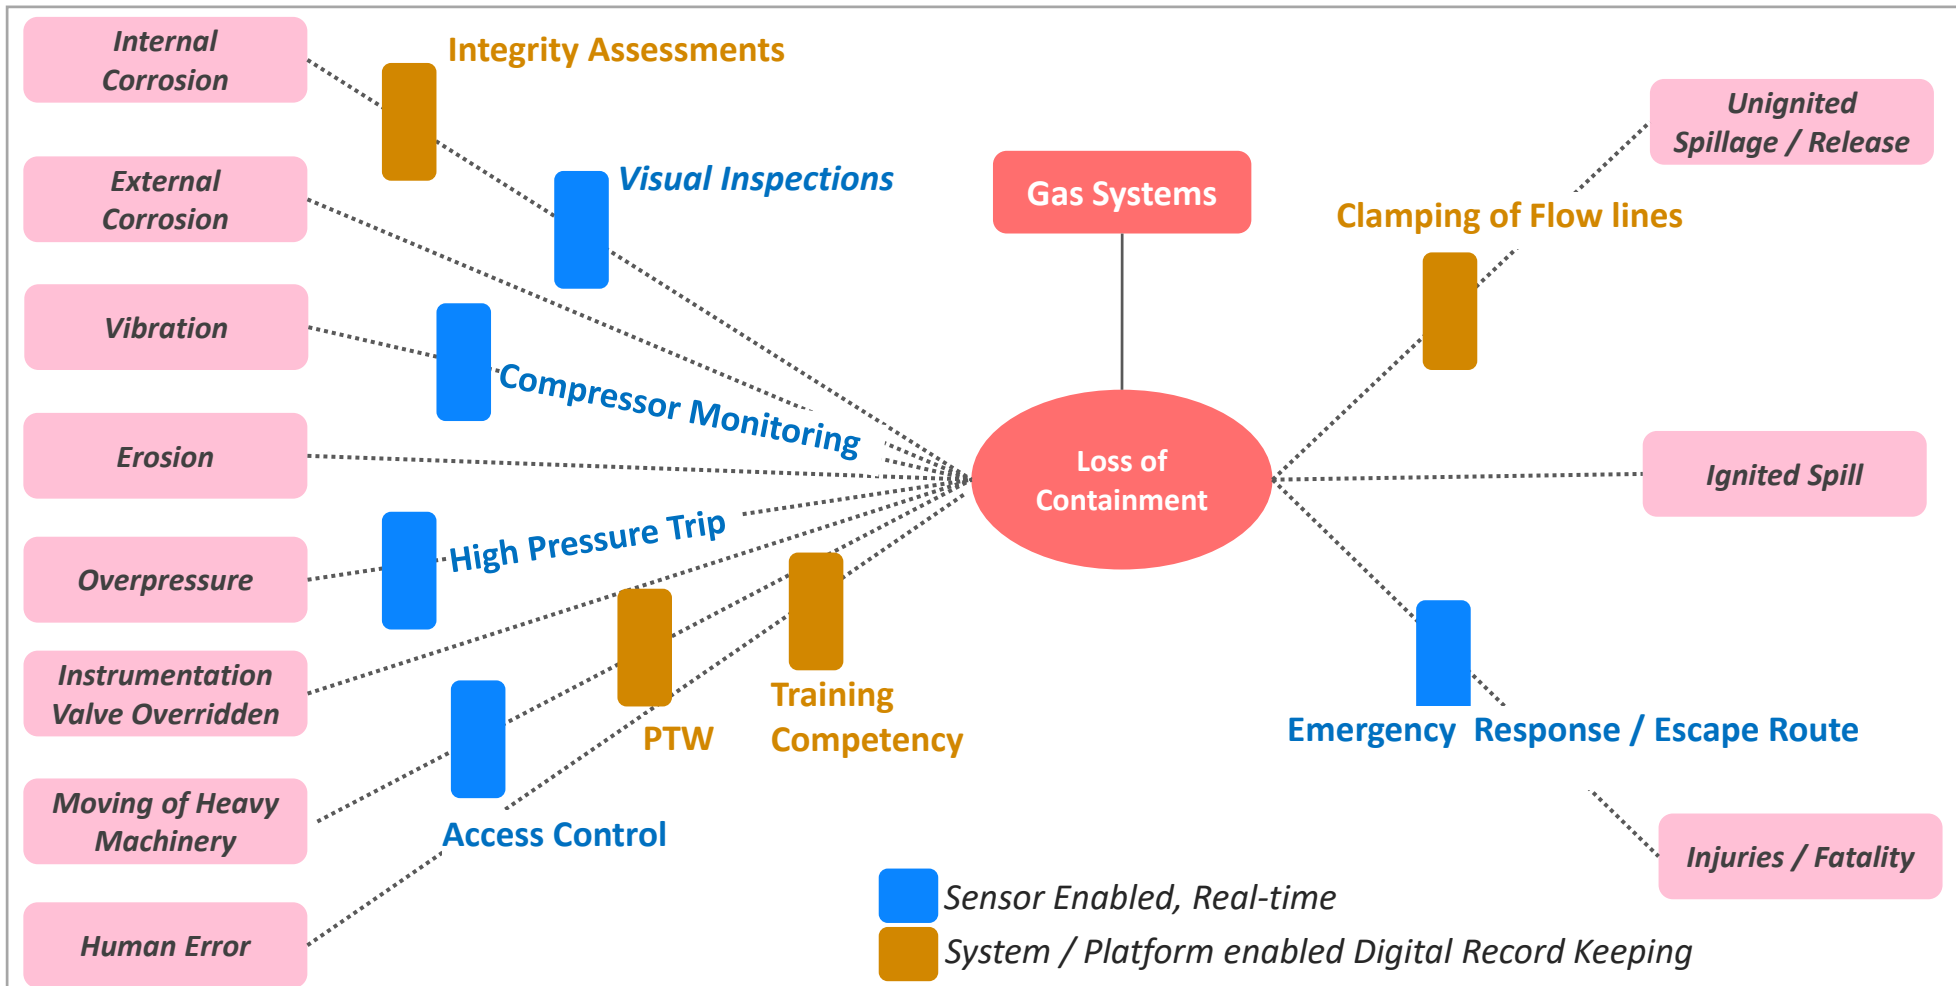 Internal
Corrosion
External
Corrosion
Vibration
Erosion
Overpressure
Instrumentation
Valve Overridden
Moving of Heavy
Machinery
Human Error
Integrity Assessments
Visual Inspections
Compressor Monitoring
High Pressure Trip
PTW
Training
Competency
Access Control
Gas Systems
Loss of
Containment
Clamping of Flow lines
Emergency  Response / Escape Route
Unignited
Spillage / Release
Ignited Spill
Injuries / Fatality
Sensor Enabled, Real-time
System / Platform enabled Digital Record Keeping